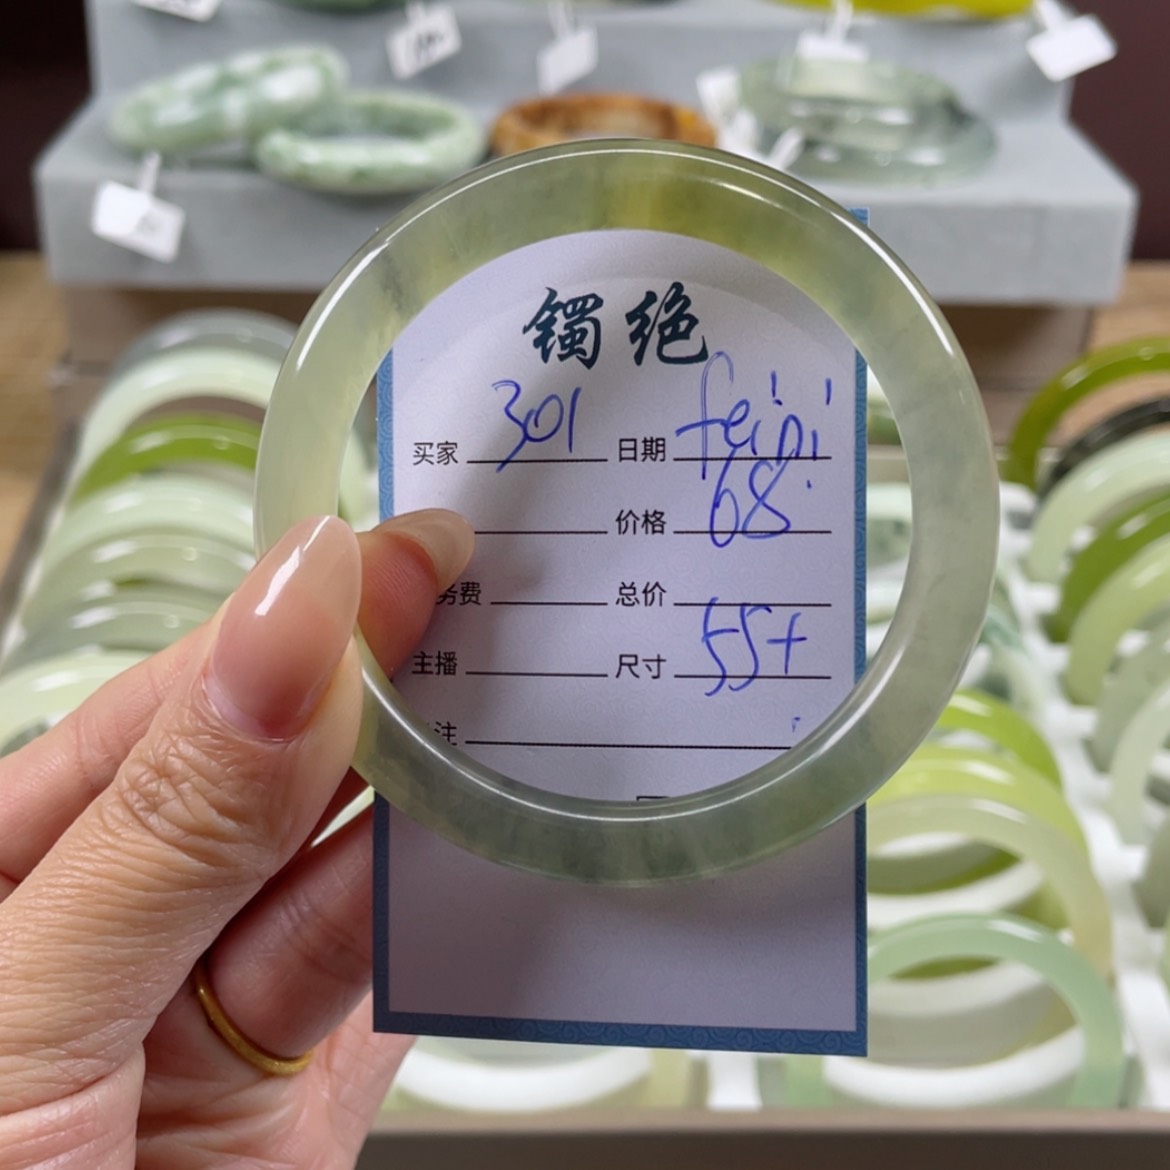 镯绝
买家 301 日期 feini
价格 68
务费 总价
主播 尺寸 55+
注